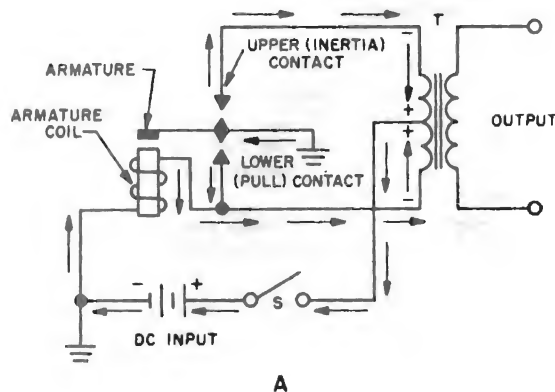 T
UPPER (INERTIA)
CONTACT
ARMATURE
ARMATURE
COIL
OUTPUT
LOWER
(PULL) CONTACT
- + + -
- +
S
DC INPUT
A